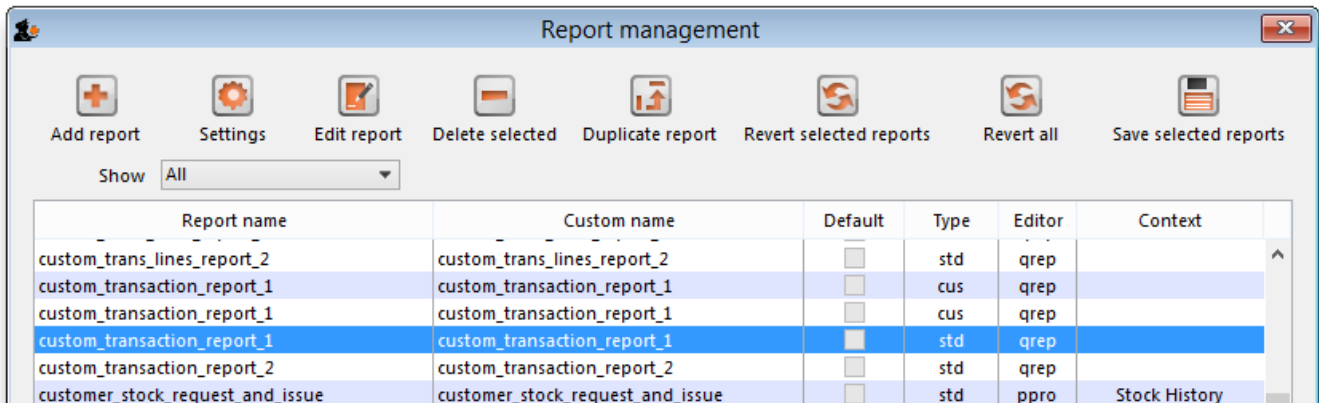 Report management
Add report Settings Edit report Delete selected Duplicate report Revert selected reports Revert all Save selected reports
Show All
Report name Custom name Default Type Editor Context
custom_trans_lines_report_2 custom_trans_lines_report_2 std qrep
custom_transaction_report_1 custom_transaction_report_1 cus qrep
custom_transaction_report_1 custom_transaction_report_1 cus qrep
custom_transaction_report_1 custom_transaction_report_1 std qrep
custom_transaction_report_2 custom_transaction_report_2 std qrep
customer_stock_request_and_issue customer_stock_request_and_issue std ppro Stock History